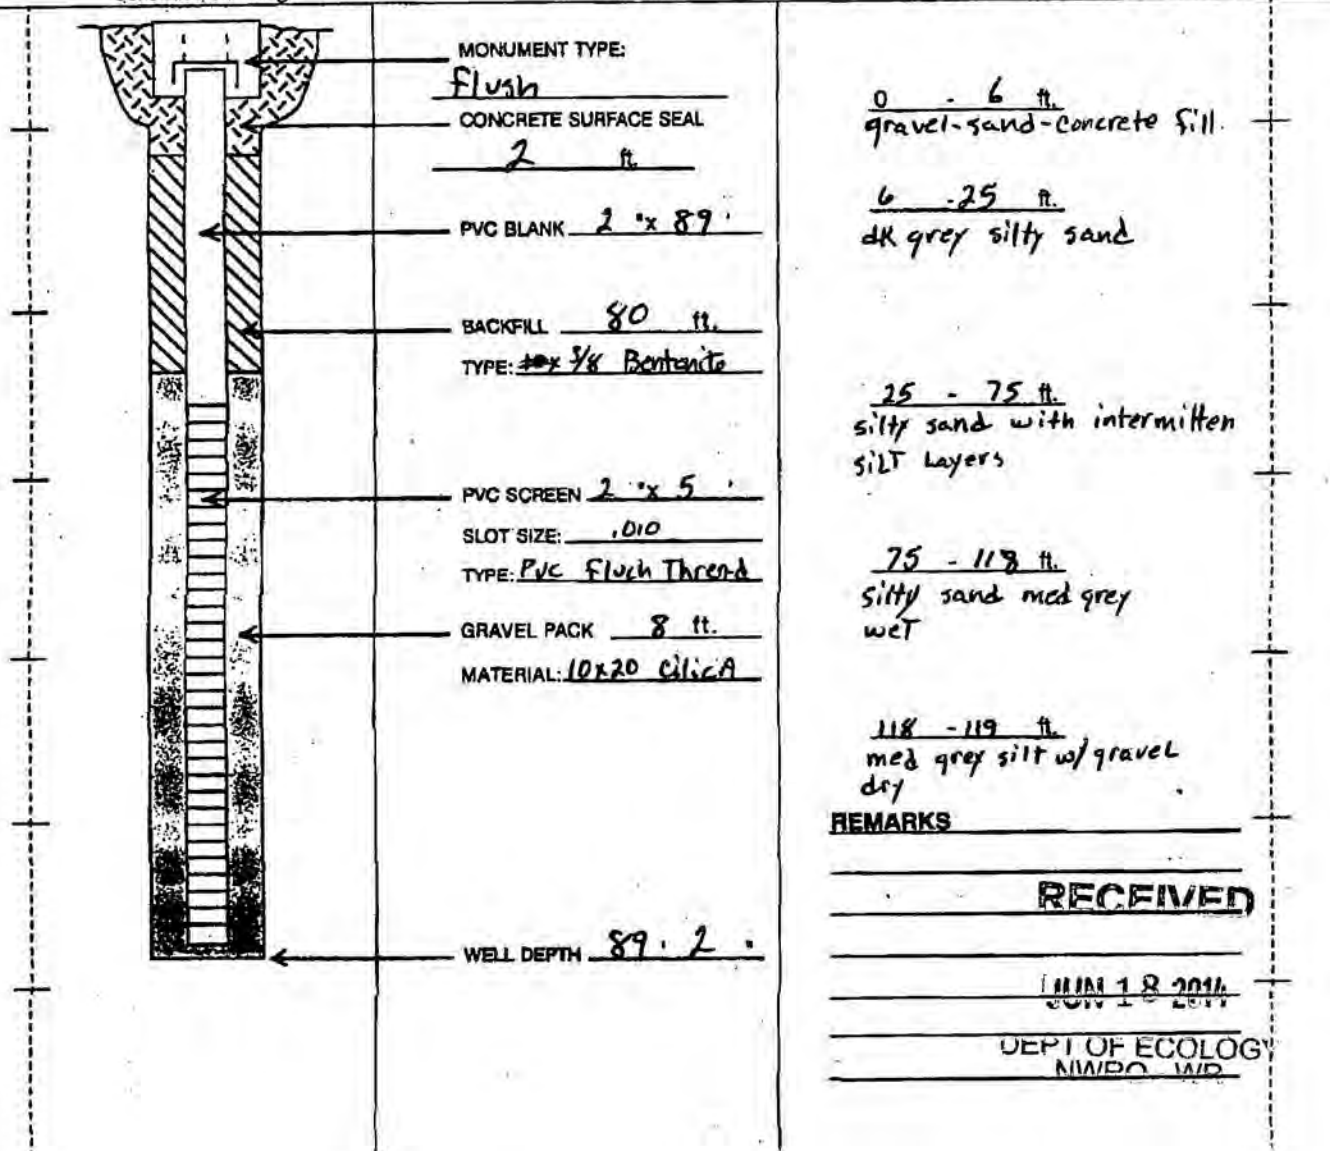 MONUMENT TYPE:
Flush
CONCRETE SURFACE SEAL
2 ft.
PVC BLANK 2 "x 89 '
BACKFILL 80 ft.
TYPE: 3/8 Bentonite
PVC SCREEN 2 "x 5 '
SLOT SIZE: .010
TYPE: PVC Fluch Thread
GRAVEL PACK 8 ft.
MATERIAL: 10x20 CilicA
WELL DEPTH 89 ' 2 "
0 - 6 ft.
gravel-sand-concrete fill.
6 - 25 ft.
dK grey silty sand
25 - 75 ft.
silty sand with intermitten
SILT Layers
75 - 118 ft.
silty sand med grey
weT
118 - 119 ft.
med grey silt w/ graveL
dry
REMARKS
RECEIVED
JUN 18 2014
DEPT OF ECOLOGY
NWRO WR